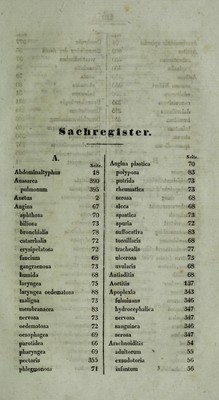 Sachregister.
A.
Seite.
Abdominaltyphus 18
Anasarca 390
pulmonum 395
Anetus 2
Angina 67
aphthosa 70
biliosa 73
bronchialis 78
catarrhalis 72
erysipelatosa 72
faucium 68
gangraenosa 73
humida 68
laryngea 75
laryngea oedematosa 88
maligna 73
membranacea 83
nervosa 73
oedematosa 72
oesophagea 69
parotidea 66
pharyngea 69
pectoris 355
phlegmonosa 71
Seite.
Angina plastica 70
polyposa 83
putrida 73
rheumatica 73
serosa 68
sicca 68
spastica 73
spuria 72
suffocativa 83
tonsillaris 68
trachealis 77
ulcerosa 73
uvularis 68
Antiaditis 68
Aortitis 137
Apoplexia 343
fulminans 346
hydrocephalica 347
nervosa 347
sanguinea 346
serosa 347
Arachnoiditis 54
adultorum 55
exsudatoria 56
infantum 56